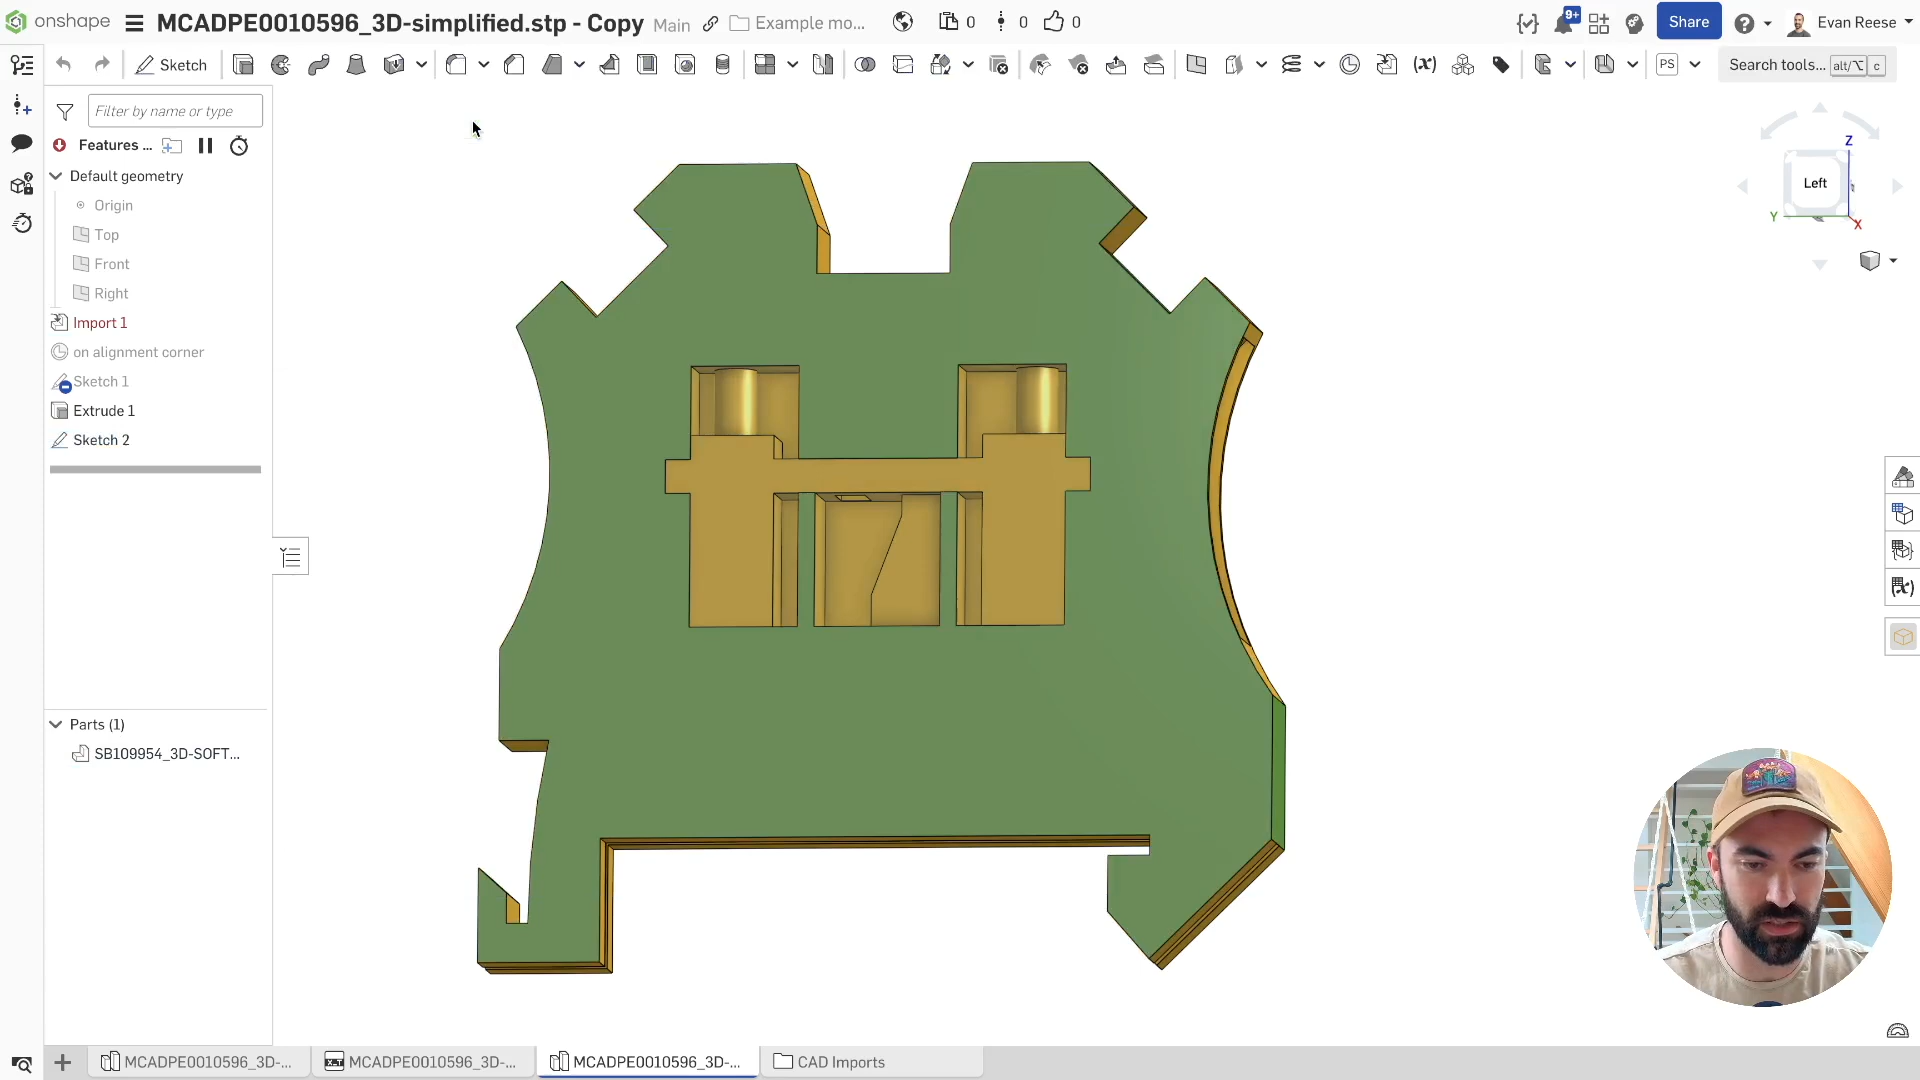 onshape
MCADPE0010596_3D-simplified.stp - Copy Main Example mo... 0 0 0
9+
Share
Evan Reese
Sketch
(x)
PS
Search tools... alt/⌥ c
Filter by name or type
Features ...
Default geometry
Origin
Top
Front
Right
Import 1
on alignment corner
Sketch 1
Extrude 1
Sketch 2
Parts (1)
SB109954_3D-SOFT...
Z
Left
Y
X
(x)
MCADPE0010596_3D-...
MCADPE0010596_3D-...
MCADPE0010596_3D-...
CAD Imports